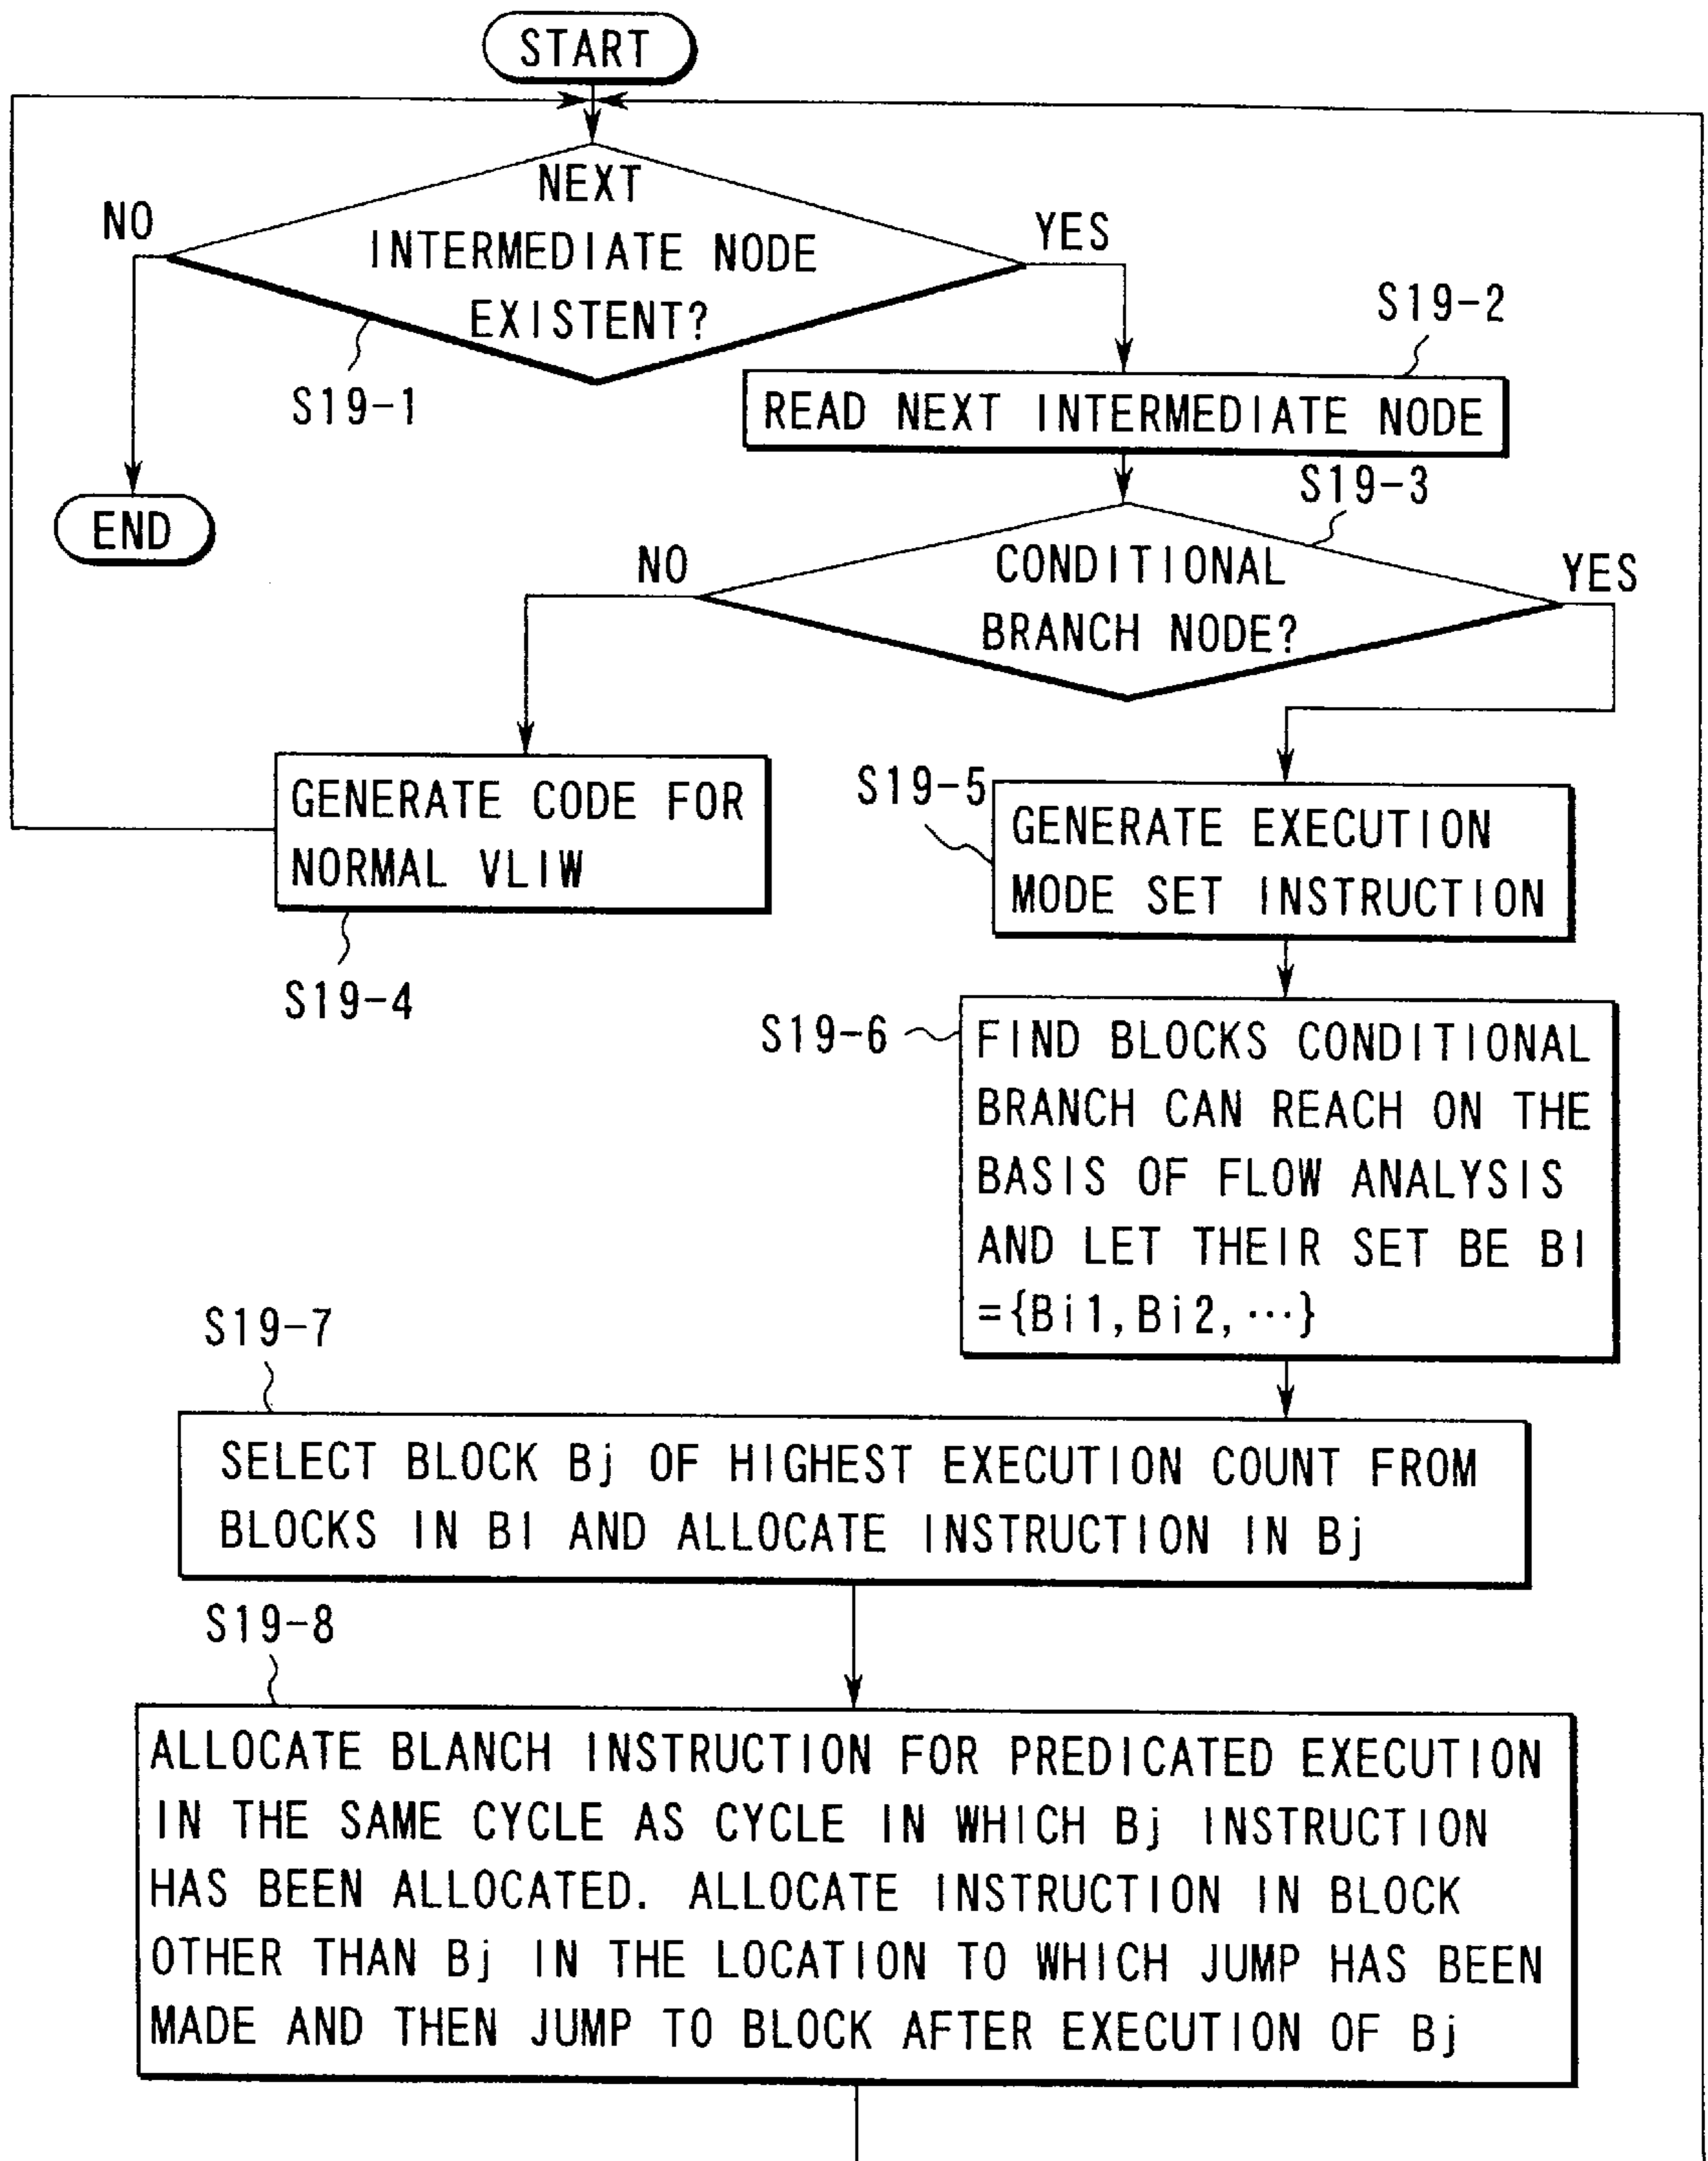 START
NEXT
INTERMEDIATE NODE
EXISTENT?
NO
YES
S19-1
S19-2
READ NEXT INTERMEDIATE NODE
END
S19-3
CONDITIONAL
BRANCH NODE?
NO
YES
GENERATE CODE FOR
NORMAL VLIW
S19-4
S19-5
GENERATE EXECUTION
MODE SET INSTRUCTION
S19-6
FIND BLOCKS CONDITIONAL
BRANCH CAN REACH ON THE
BASIS OF FLOW ANALYSIS
AND LET THEIR SET BE BI
={Bi1,Bi2,⋯}
S19-7
SELECT BLOCK Bj OF HIGHEST EXECUTION COUNT FROM
BLOCKS IN BI AND ALLOCATE INSTRUCTION IN Bj
S19-8
ALLOCATE BLANCH INSTRUCTION FOR PREDICATED EXECUTION
IN THE SAME CYCLE AS CYCLE IN WHICH Bj INSTRUCTION
HAS BEEN ALLOCATED. ALLOCATE INSTRUCTION IN BLOCK
OTHER THAN Bj IN THE LOCATION TO WHICH JUMP HAS BEEN
MADE AND THEN JUMP TO BLOCK AFTER EXECUTION OF Bj